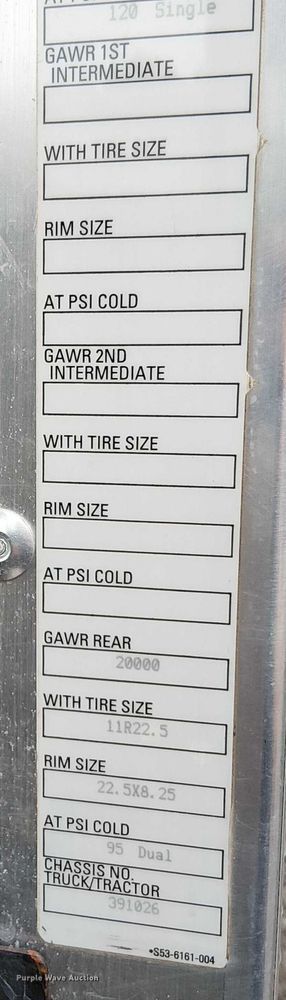 120 Single
GAWR 1ST
INTERMEDIATE
WITH TIRE SIZE
RIM SIZE
AT PSI COLD
GAWR 2ND
INTERMEDIATE
WITH TIRE SIZE
RIM SIZE
AT PSI COLD
GAWR REAR
20000
WITH TIRE SIZE
11R22.5
RIM SIZE
22.5X8.25
AT PSI COLD
95 Dual
CHASSIS NO.
TRUCK/TRACTOR
391026
•S53-6161-004
Purple Wave Auction